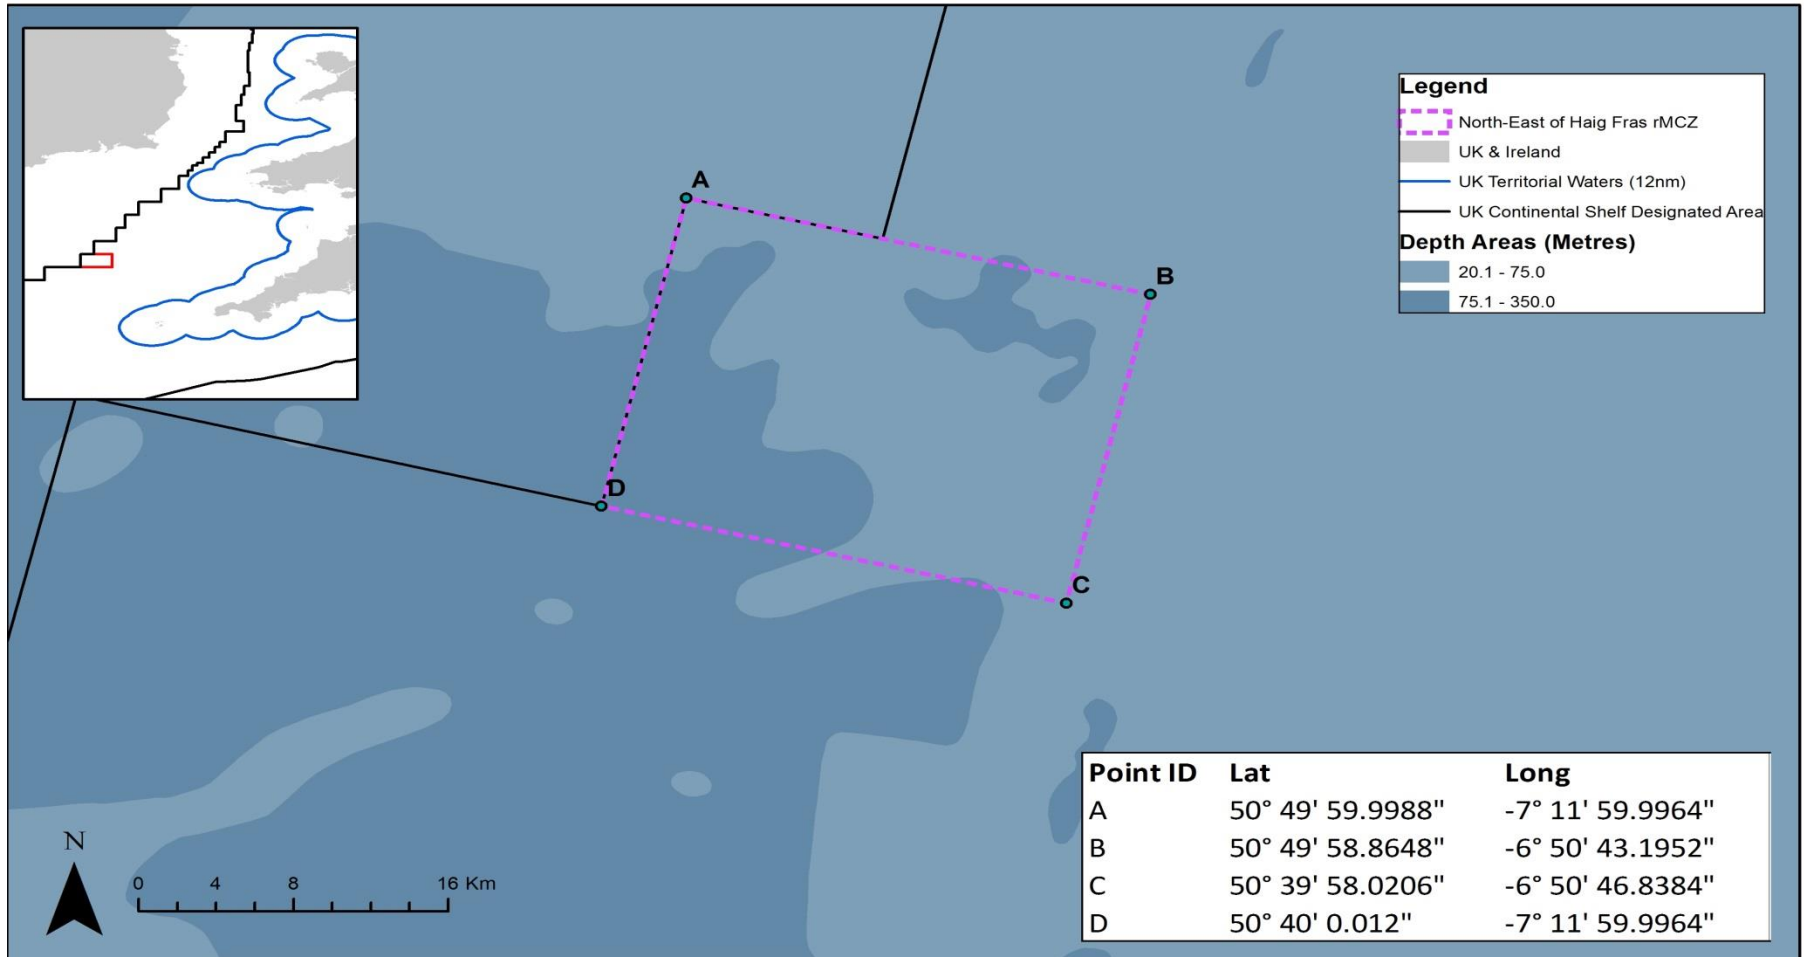 Legend
North-East of Haig Fras rMCZ
UK & Ireland
UK Territorial Waters (12nm)
UK Continental Shelf Designated Area
Depth Areas (Metres)
20.1 - 75.0
75.1 - 350.0
A
B
D
C
Point ID Lat Long
A 50° 49' 59.9988" -7° 11' 59.9964"
B 50° 49' 58.8648" -6° 50' 43.1952"
C 50° 39' 58.0206" -6° 50' 46.8384"
D 50° 40' 0.012" -7° 11' 59.9964"
N
0 4 8 16 Km